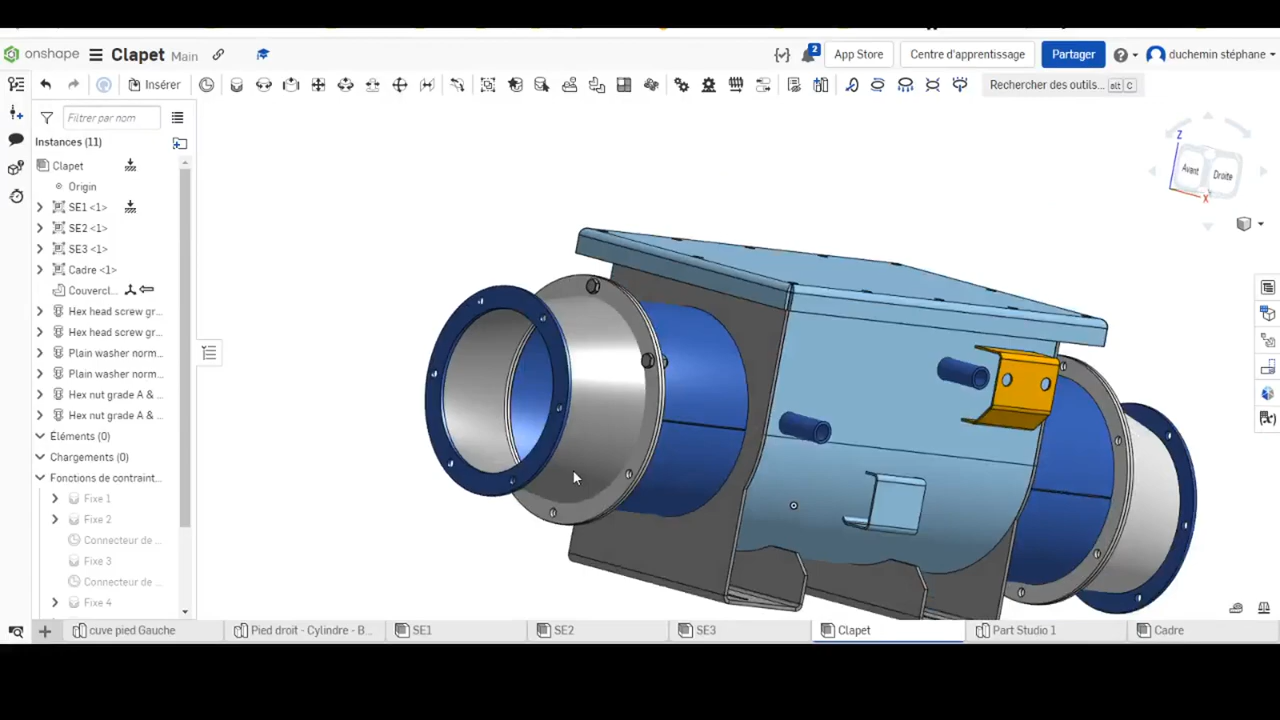 onshape Clapet Main 2 App Store Centre d'apprentissage Partager duchemin stéphane
Insérer Rechercher des outils... alt C
Filtrer par nom
Instances (11)
Clapet
Origin
SE1 <1>
SE2 <1>
SE3 <1>
Cadre <1>
Couvercl...
Hex head screw gr...
Hex head screw gr...
Plain washer norm...
Plain washer norm...
Hex nut grade A & ...
Hex nut grade A & ...
Éléments (0)
Chargements (0)
Fonctions de contraint...
Fixe 1
Fixe 2
Connecteur de ...
Fixe 3
Connecteur de ...
Fixe 4
Z
Avant Droite
X
cuve pied Gauche Pied droit - Cylindre - B... SE1 SE2 SE3 Clapet Part Studio 1 Cadre